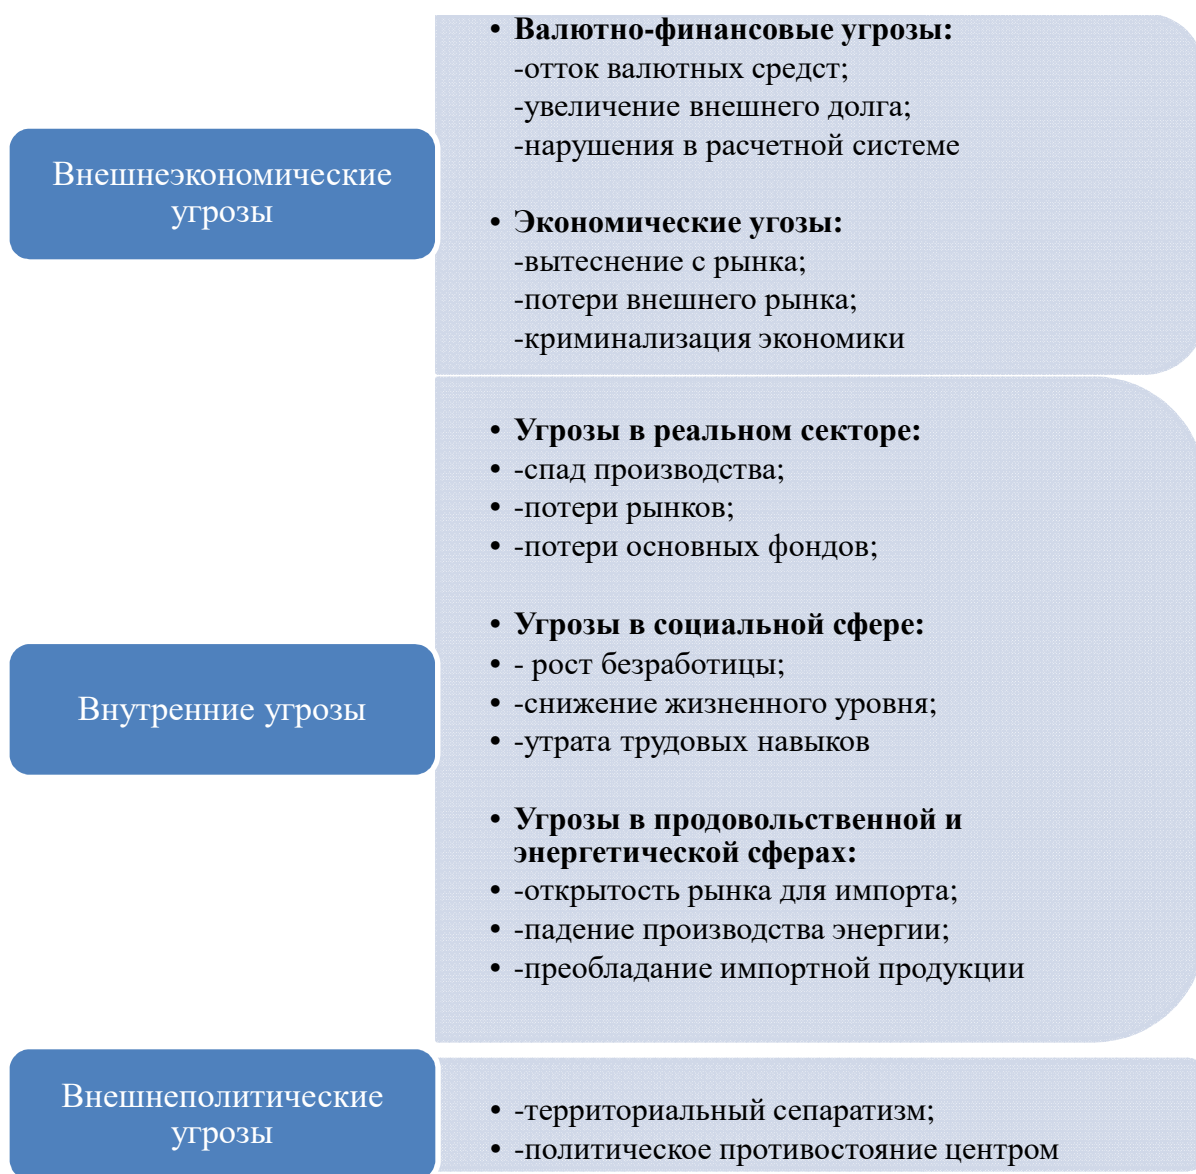 Внешнеэкономические
угрозы
• Валютно-финансовые угрозы:
-отток валютных средст;
-увеличение внешнего долга;
-нарушения в расчетной системе
• Экономические угозы:
-вытеснение с рынка;
-потери внешнего рынка;
-криминализация экономики
Внутренние угрозы
• Угрозы в реальном секторе:
• -спад производства;
• -потери рынков;
• -потери основных фондов;
• Угрозы в социальной сфере:
• - рост безработицы;
• -снижение жизненного уровня;
• -утрата трудовых навыков
• Угрозы в продовольственной и
энергетической сферах:
• -открытость рынка для импорта;
• -падение производства энергии;
• -преобладание импортной продукции
Внешнеполитические
угрозы
• -территориальный сепаратизм;
• -политическое противостояние центром